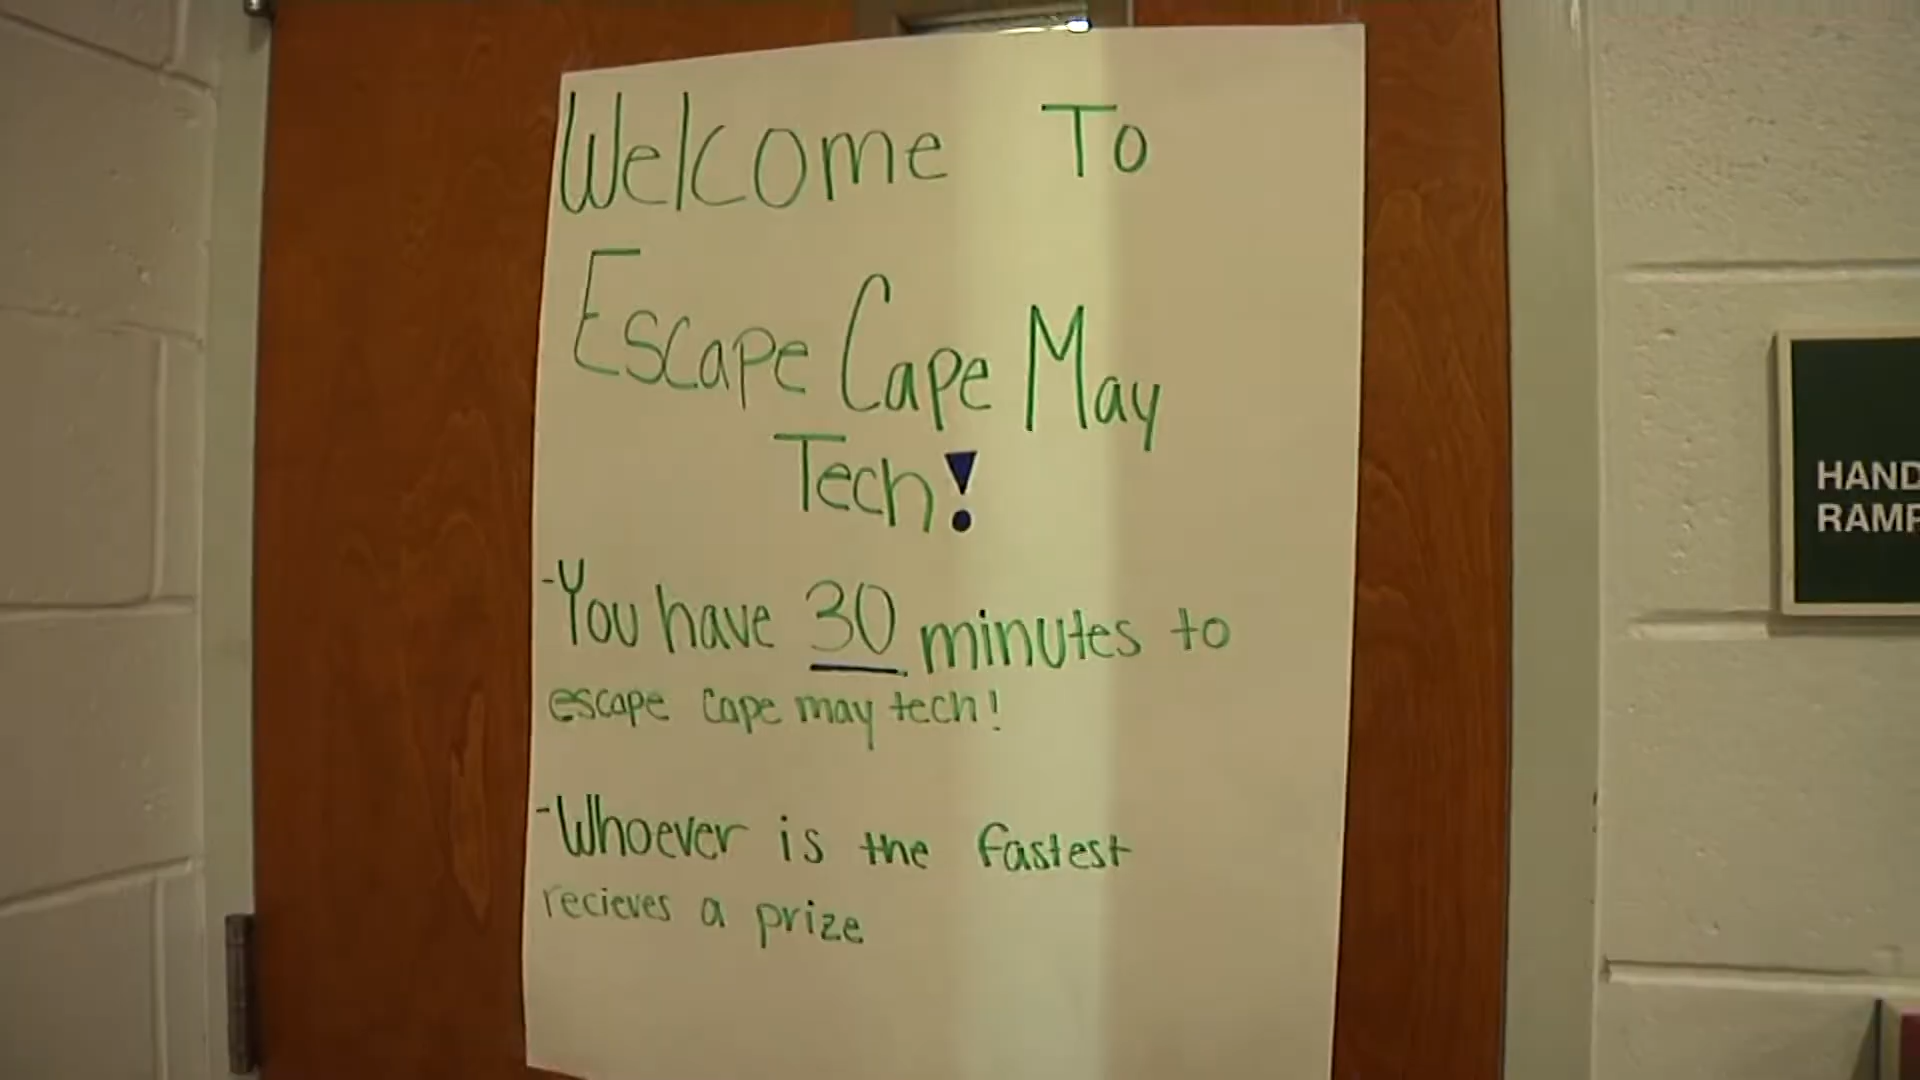 Welcome To
Escape Cape May
Tech!
-You have 30 minutes to
escape Cape may tech!
-Whoever is the fastest
recieves a prize
HAND
RAMP